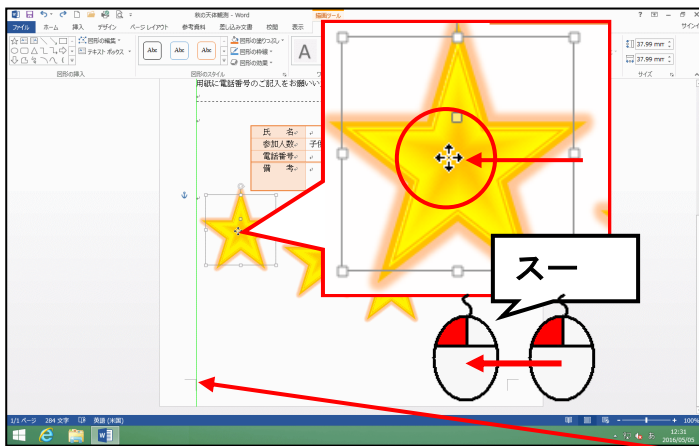 秋の天体観測 - Word
描画ツール
サインイ
ファイル ホーム 挿入 デザイン ページ レイアウト 参考資料 差し込み文書 校閲 表示
図形の編集
テキスト ボックス
Abc Abc Abc
図形の塗りつぶし
図形の枠線
図形の効果
A
37.99 mm
37.99 mm
図形の挿入 図形のスタイル サイズ
用紙に電話番号のご記入をお願いい
氏 名
参加人数
電話番号
備 考
スー
1/1 ページ 284 文字 英語 (米国)
100%
12:31
2016/05/05